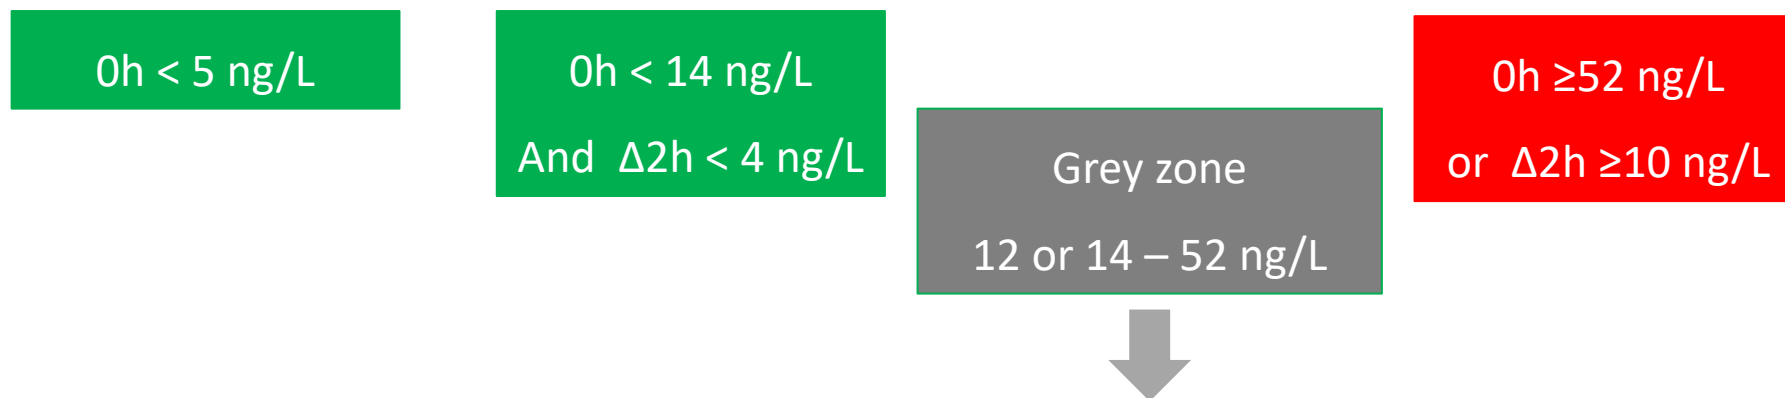 0h < 5 ng/L
0h < 14 ng/L
And Δ2h < 4 ng/L
Grey zone
12 or 14 – 52 ng/L
0h ≥52 ng/L
or Δ2h ≥10 ng/L